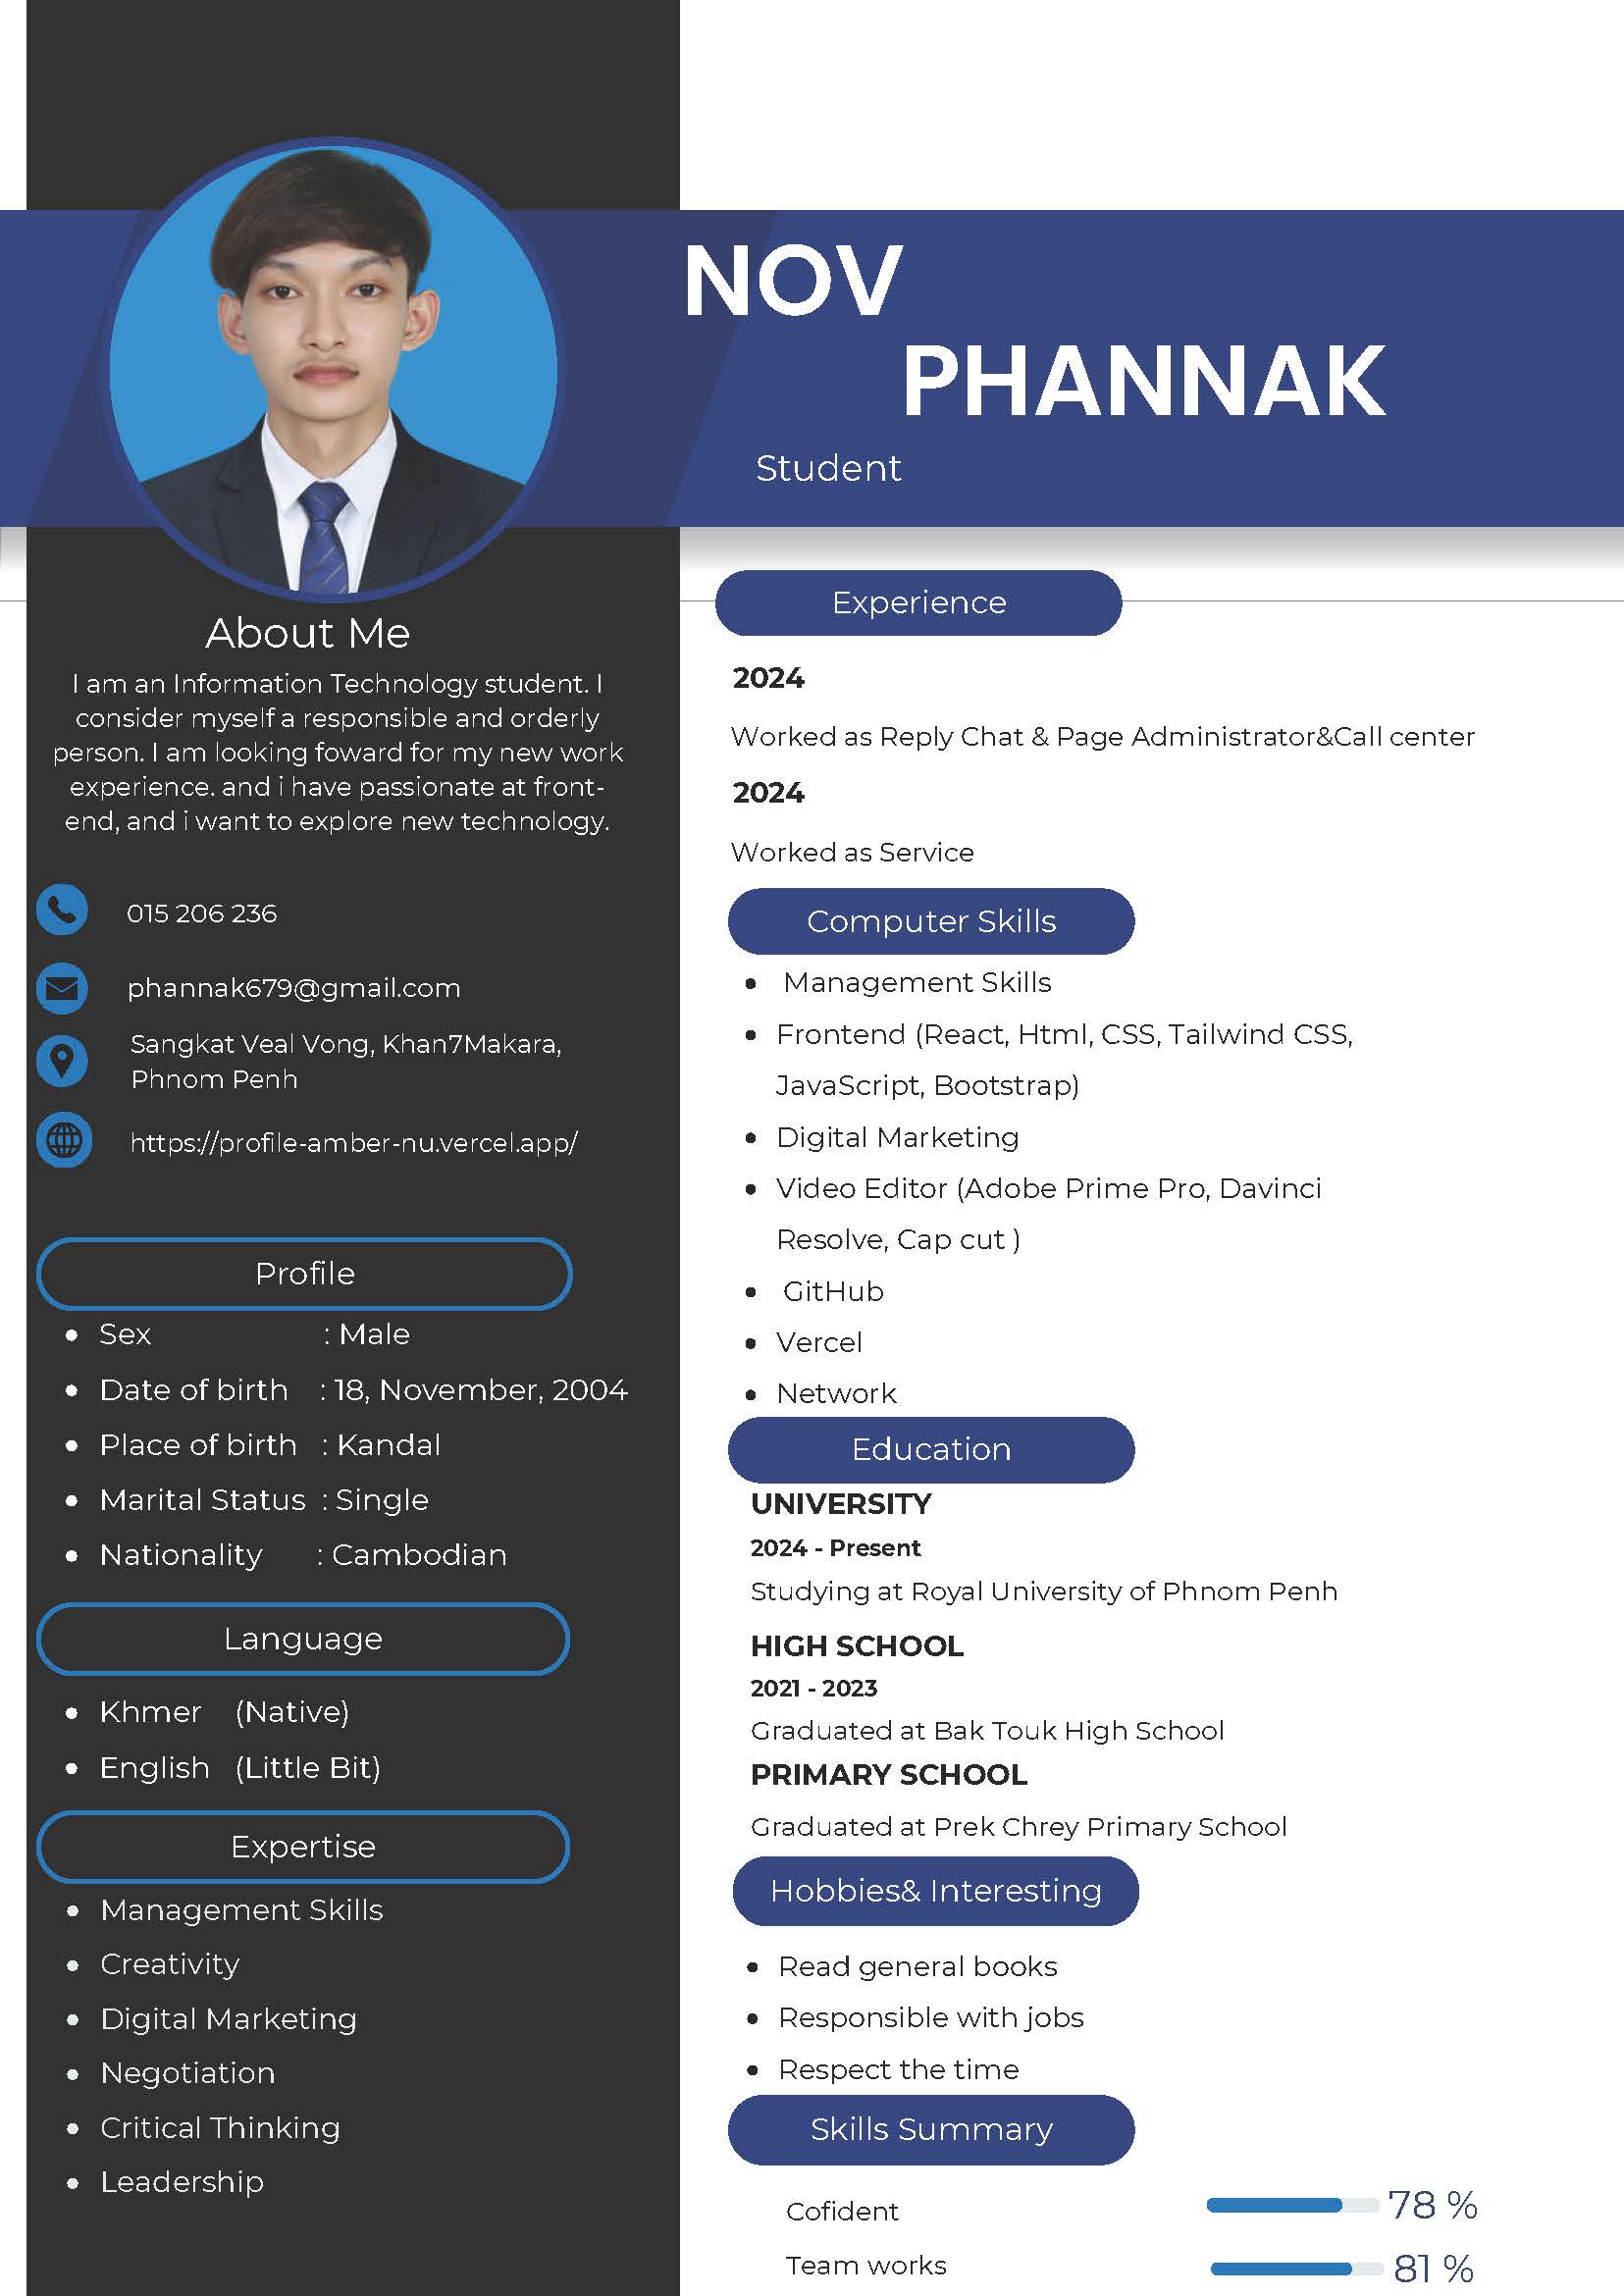 NOV
PHANNAK
Student
About Me
I am an Information Technology student. I
consider myself a responsible and orderly
person. I am looking foward for my new work
experience. and i have passionate at front-
end, and i want to explore new technology.
015 206 236
phannak679@gmail.com
Sangkat Veal Vong, Khan7Makara,
Phnom Penh
https://profile-amber-nu.vercel.app/
Profile
Sex : Male
Date of birth : 18, November, 2004
Place of birth : Kandal
Marital Status : Single
Nationality : Cambodian
Language
Khmer (Native)
English (Little Bit)
Expertise
Management Skills
Creativity
Digital Marketing
Negotiation
Critical Thinking
Leadership
Experience
2024
Worked as Reply Chat & Page Administrator&Call center
2024
Worked as Service
Computer Skills
Management Skills
Frontend (React, Html, CSS, Tailwind CSS,
JavaScript, Bootstrap)
Digital Marketing
Video Editor (Adobe Prime Pro, Davinci
Resolve, Cap cut )
GitHub
Vercel
Network
Education
UNIVERSITY
2024 - Present
Studying at Royal University of Phnom Penh
HIGH SCHOOL
2021 - 2023
Graduated at Bak Touk High School
PRIMARY SCHOOL
Graduated at Prek Chrey Primary School
Hobbies& Interesting
Read general books
Responsible with jobs
Respect the time
Skills Summary
Cofident 78 %
Team works 81 %